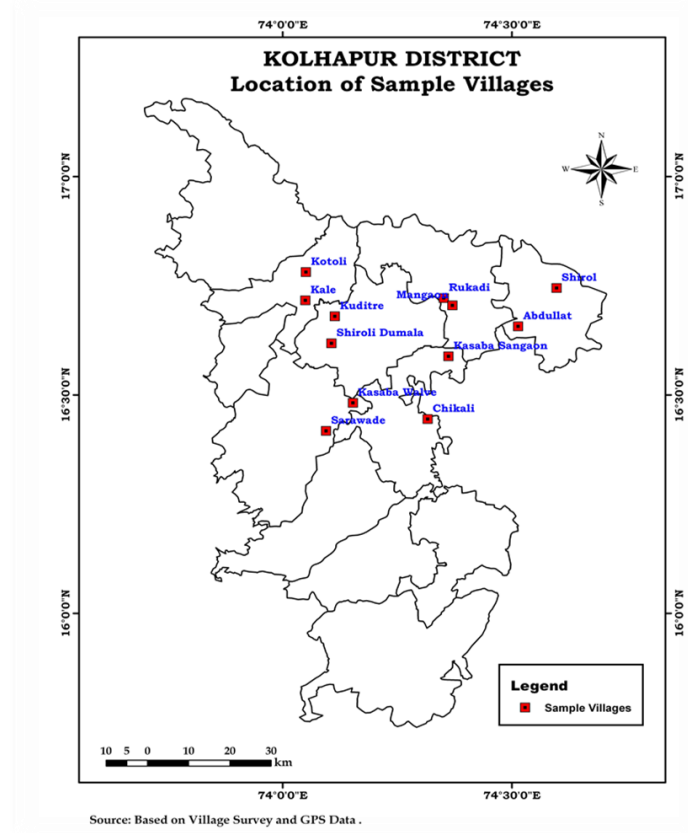 74°0'0"E 74°30'0"E
KOLHAPUR DISTRICT
Location of Sample Villages
N
W E
S
17°0'0"N 17°0'0"N
Kotoli
Shirol
Kale
Rukadi
Mangaon
Kuditre
Abdullat
Shiroli Dumala
Kasaba Sangaon
16°30'0"N 16°30'0"N
Kasaba Walve
Chikali
Sarawade
16°0'0"N 16°0'0"N
Legend
Sample Villages
10 5 0 10 20 30
km
74°0'0"E 74°30'0"E
Source: Based on Village Survey and GPS Data .